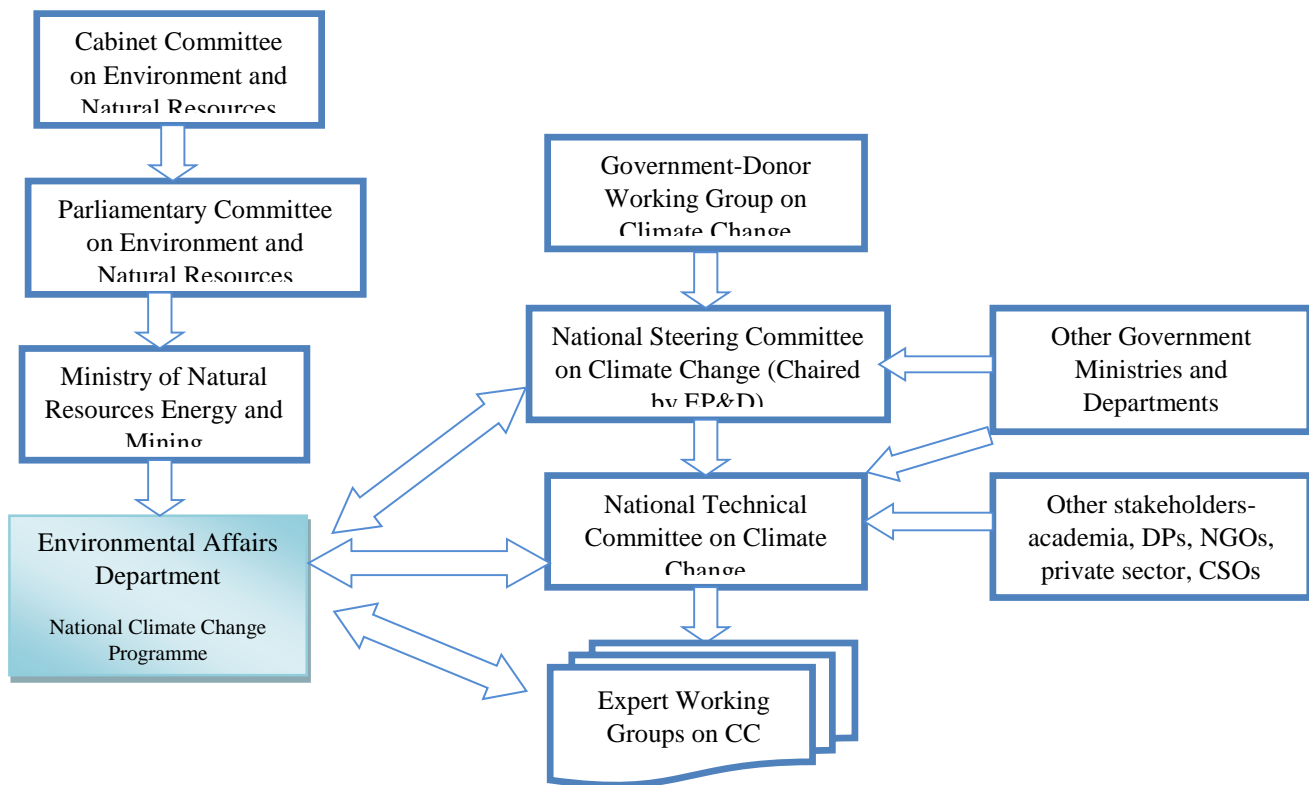 Cabinet Committee
on Environment and
Natural Resources
Parliamentary Committee
on Environment and
Natural Resources
Ministry of Natural
Resources Energy and
Mining
Environmental Affairs
Department
National Climate Change
Programme
Government-Donor
Working Group on
Climate Change
National Steering Committee
on Climate Change (Chaired
by EP&D)
National Technical
Committee on Climate
Change
Expert Working
Groups on CC
Other Government
Ministries and
Departments
Other stakeholders-
academia, DPs, NGOs,
private sector, CSOs